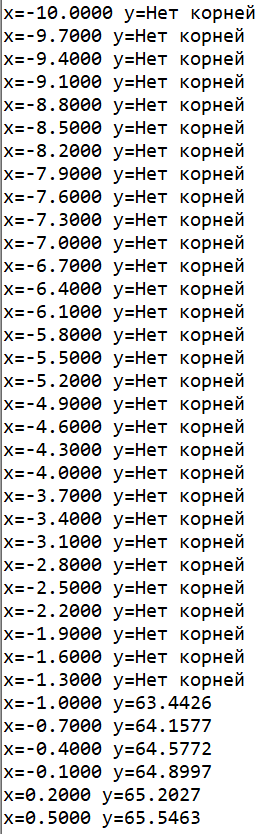 x=-10.0000 y=Нет корней
x=-9.7000 y=Нет корней
x=-9.4000 y=Нет корней
x=-9.1000 y=Нет корней
x=-8.8000 y=Нет корней
x=-8.5000 y=Нет корней
x=-8.2000 y=Нет корней
x=-7.9000 y=Нет корней
x=-7.6000 y=Нет корней
x=-7.3000 y=Нет корней
x=-7.0000 y=Нет корней
x=-6.7000 y=Нет корней
x=-6.4000 y=Нет корней
x=-6.1000 y=Нет корней
x=-5.8000 y=Нет корней
x=-5.5000 y=Нет корней
x=-5.2000 y=Нет корней
x=-4.9000 y=Нет корней
x=-4.6000 y=Нет корней
x=-4.3000 y=Нет корней
x=-4.0000 y=Нет корней
x=-3.7000 y=Нет корней
x=-3.4000 y=Нет корней
x=-3.1000 y=Нет корней
x=-2.8000 y=Нет корней
x=-2.5000 y=Нет корней
x=-2.2000 y=Нет корней
x=-1.9000 y=Нет корней
x=-1.6000 y=Нет корней
x=-1.3000 y=Нет корней
x=-1.0000 y=63.4426
x=-0.7000 y=64.1577
x=-0.4000 y=64.5772
x=-0.1000 y=64.8997
x=0.2000 y=65.2027
x=0.5000 y=65.5463